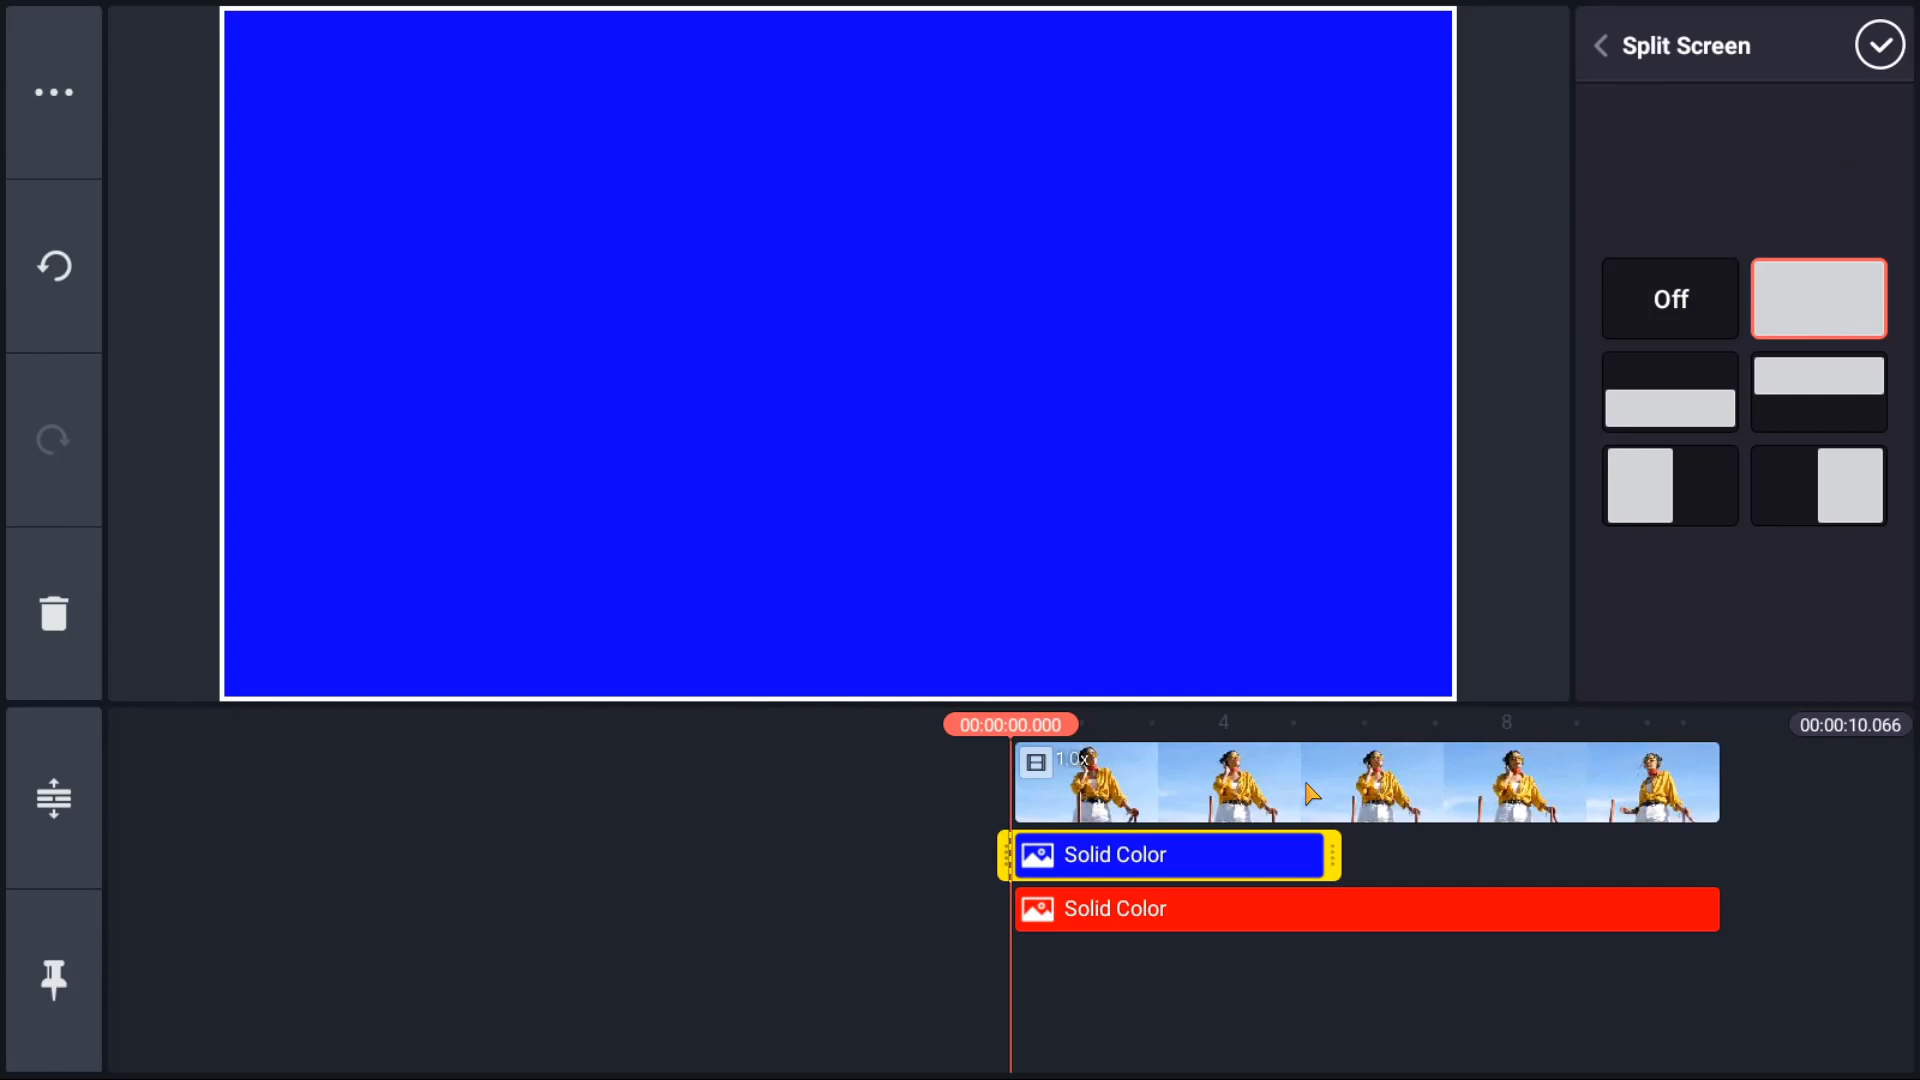 Split Screen
Off
00:00:00.000
4
8
00:00:10.066
1.0x
Solid Color
Solid Color